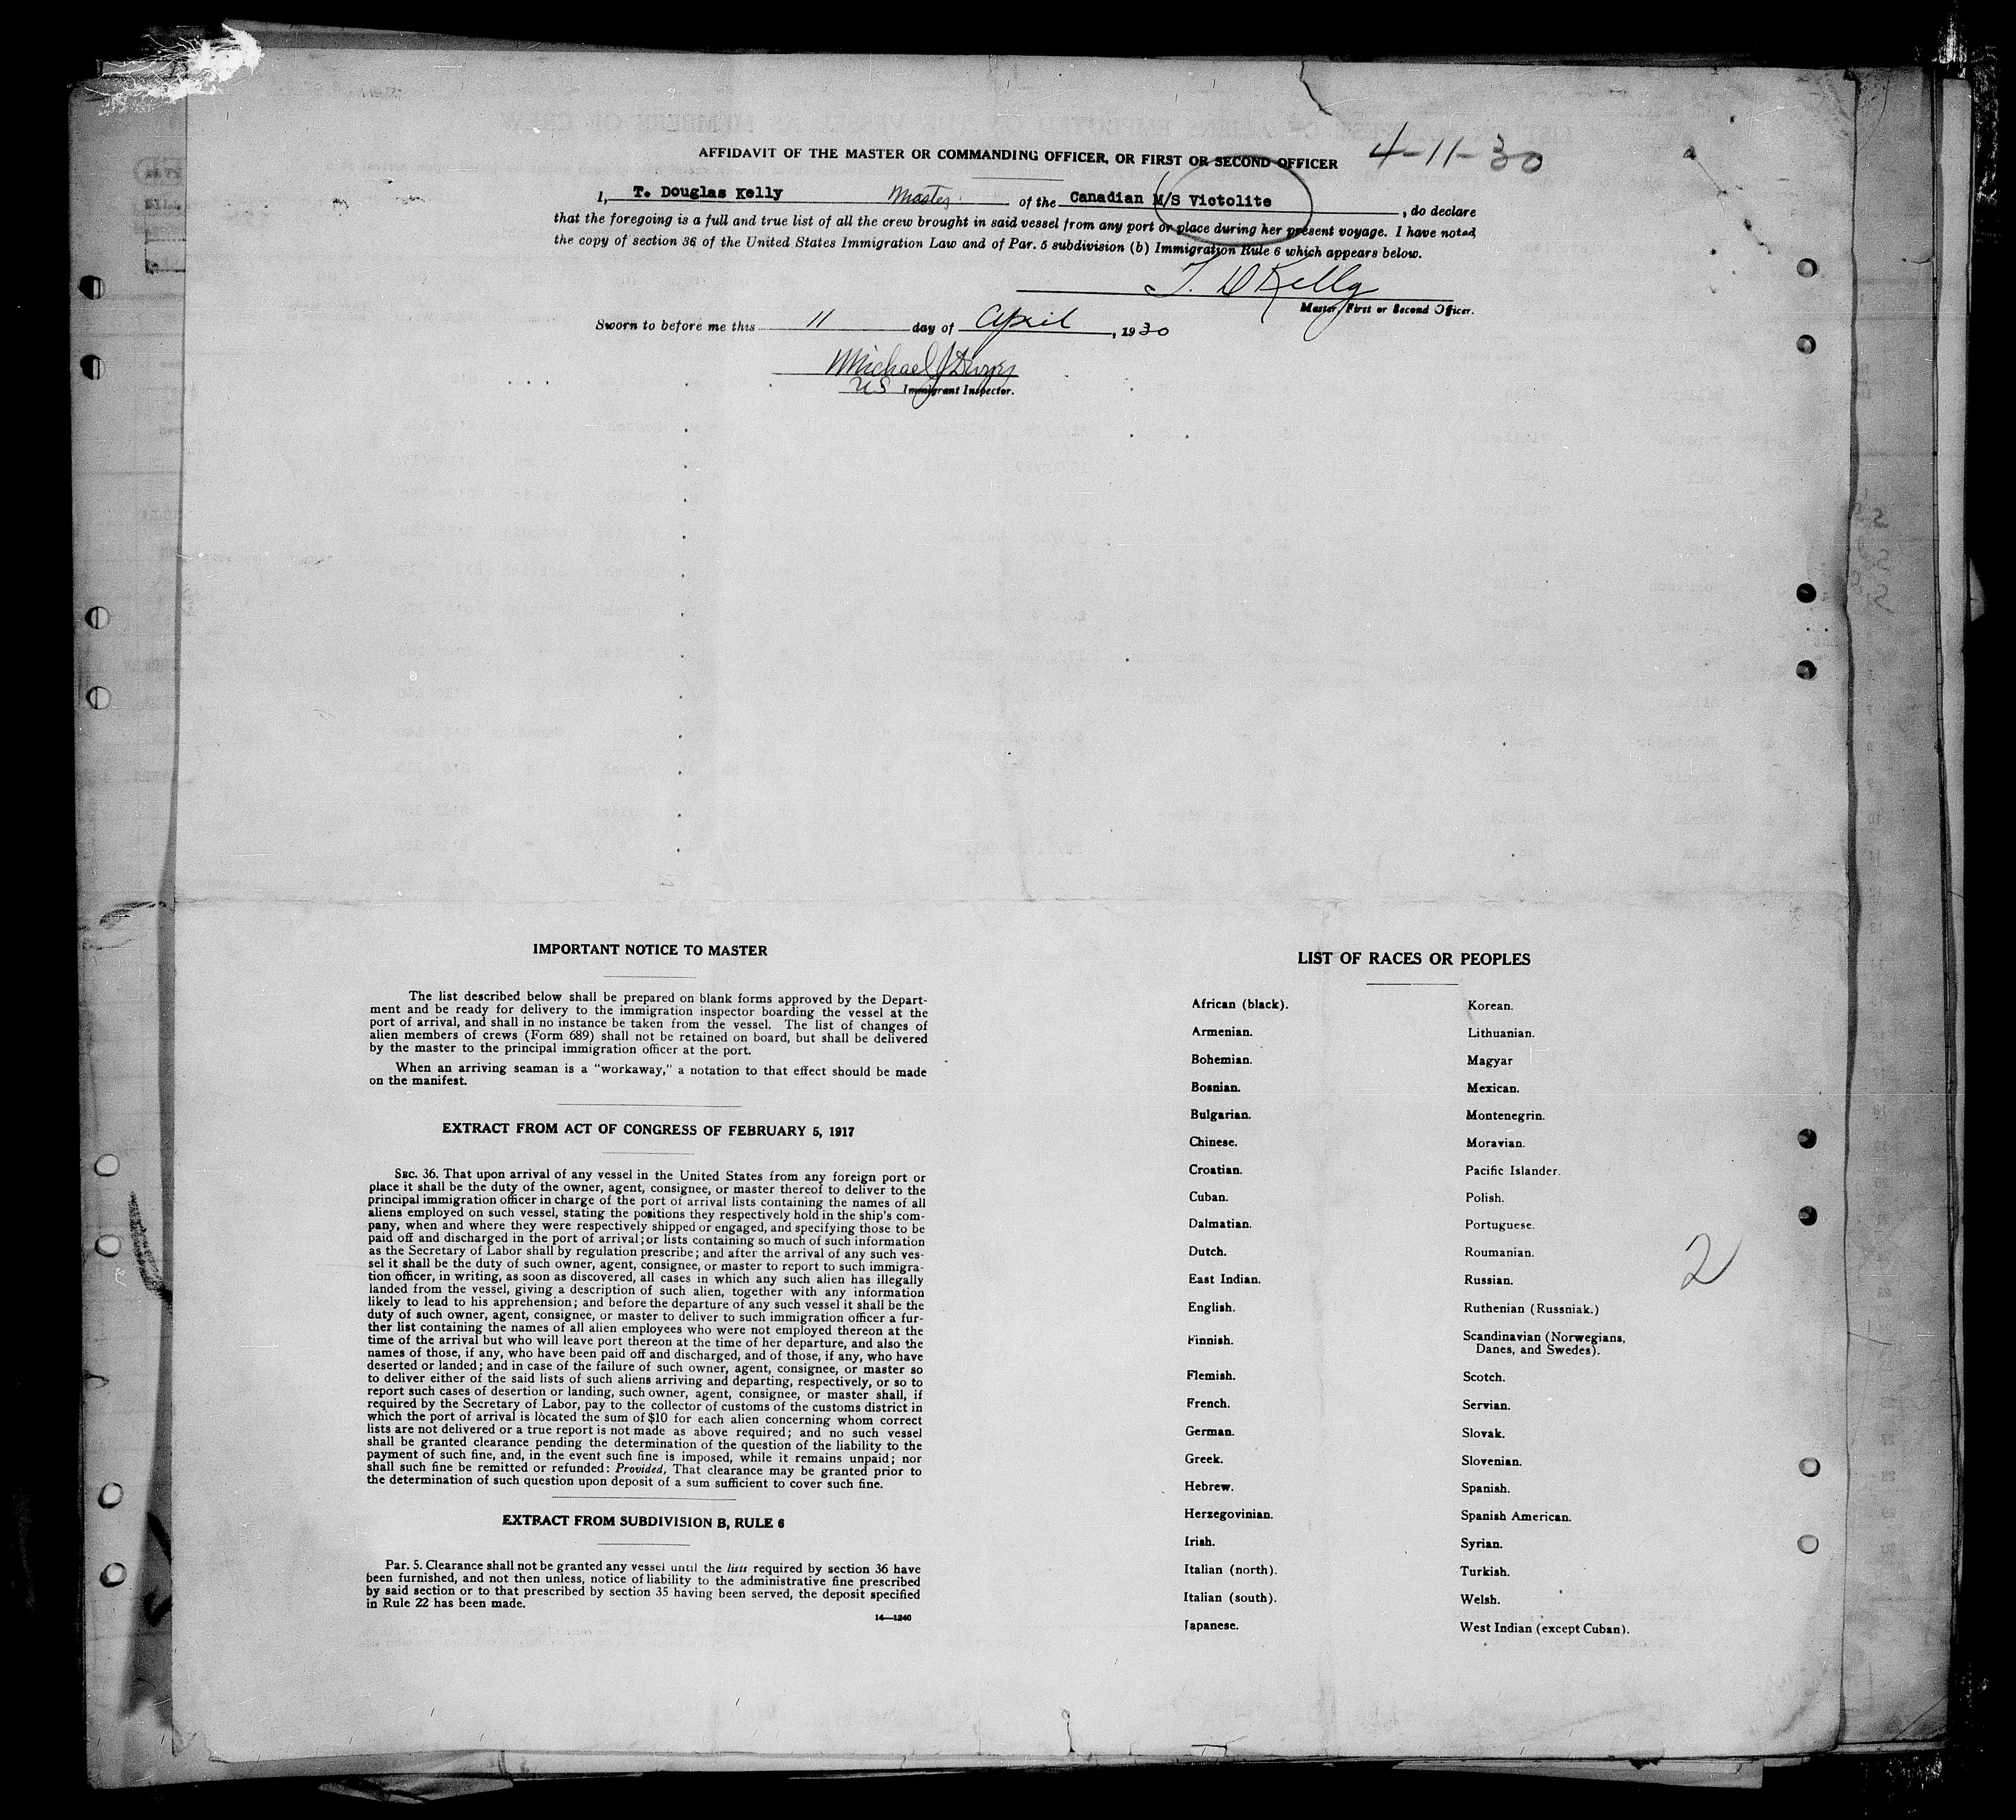 AFFIDAVIT OF THE MASTER OR COMMANDING OFFICER, OR FIRST OR SECOND OFFICER
4-11-30
I, T. Douglas Kelly Master of the Canadian M/S Victolite, do declare
that the foregoing is a full and true list of all the crew brought in said vessel from any port or place during her present voyage. I have noted
the copy of section 36 of the United States Immigration Law and of Par. 5 subdivision (b) Immigration Rule 6 which appears below.
T. D Kelly
Master, First or Second Officer.
Sworn to before me this 11 day of April, 1930
Michael J
US Immigrant Inspector.
IMPORTANT NOTICE TO MASTER
The list described below shall be prepared on blank forms approved by the Depart-
ment and be ready for delivery to the immigration inspector boarding the vessel at the
port of arrival, and shall in no instance be taken from the vessel. The list of changes of
alien members of crews (Form 689) shall not be retained on board, but shall be delivered
by the master to the principal immigration officer at the port.
When an arriving seaman is a "workaway," a notation to that effect should be made
on the manifest.
EXTRACT FROM ACT OF CONGRESS OF FEBRUARY 5, 1917
SEC. 36. That upon arrival of any vessel in the United States from any foreign port or
place it shall be the duty of the owner, agent, consignee, or master thereof to deliver to the
principal immigration officer in charge of the port of arrival lists containing the names of all
aliens employed on such vessel, stating the positions they respectively hold in the ship's com-
pany, when and where they were respectively shipped or engaged, and specifying those to be
paid off and discharged in the port of arrival; or lists containing so much of such information
as the Secretary of Labor shall by regulation prescribe; and after the arrival of any such ves-
sel it shall be the duty of such owner, agent, consignee, or master to report to such immigra-
tion officer, in writing, as soon as discovered, all cases in which any such alien has illegally
landed from the vessel, giving a description of such alien, together with any information
likely to lead to his apprehension; and before the departure of any such vessel it shall be the
duty of such owner, agent, consignee, or master to deliver to such immigration officer a fur-
ther list containing the names of all alien employees who were not employed thereon at the
time of the arrival but who will leave port thereon at the time of her departure, and also the
names of those, if any, who have been paid off and discharged, and of those, if any, who have
deserted or landed; and in case of the failure of such owner, agent, consignee, or master so
to deliver either of the said lists of such aliens arriving and departing, respectively, or so to
report such cases of desertion or landing, such owner, agent, consignee, or master shall, if
required by the Secretary of Labor, pay to the collector of customs of the customs district in
which the port of arrival is located the sum of $10 for each alien concerning whom correct
lists are not delivered or a true report is not made as above required; and no such vessel
shall be granted clearance pending the determination of the question of the liability to the
payment of such fine, and, in the event such fine is imposed, while it remains unpaid; nor
shall such fine be remitted or refunded: Provided, That clearance may be granted prior to
the determination of such question upon deposit of a sum sufficient to cover such fine.
EXTRACT FROM SUBDIVISION B, RULE 6
Par. 5. Clearance shall not be granted any vessel until the lists required by section 36 have
been furnished, and not then unless, notice of liability to the administrative fine prescribed
by said section or to that prescribed by section 35 having been served, the deposit specified
in Rule 22 has been made.
14—1240
LIST OF RACES OR PEOPLES
African (black).
Armenian.
Bohemian.
Bosnian.
Bulgarian.
Chinese.
Croatian.
Cuban.
Dalmatian.
Dutch.
East Indian.
English.
Finnish.
Flemish.
French.
German.
Greek.
Hebrew.
Herzegovinian.
Irish.
Italian (north).
Italian (south).
Japanese.
Korean.
Lithuanian.
Magyar
Mexican.
Montenegrin.
Moravian.
Pacific Islander.
Polish.
Portuguese.
Roumanian.
Russian.
Ruthenian (Russniak.)
Scandinavian (Norwegians,
Danes, and Swedes).
Scotch.
Servian.
Slovak.
Slovenian.
Spanish.
Spanish American.
Syrian.
Turkish.
Welsh.
West Indian (except Cuban).
2